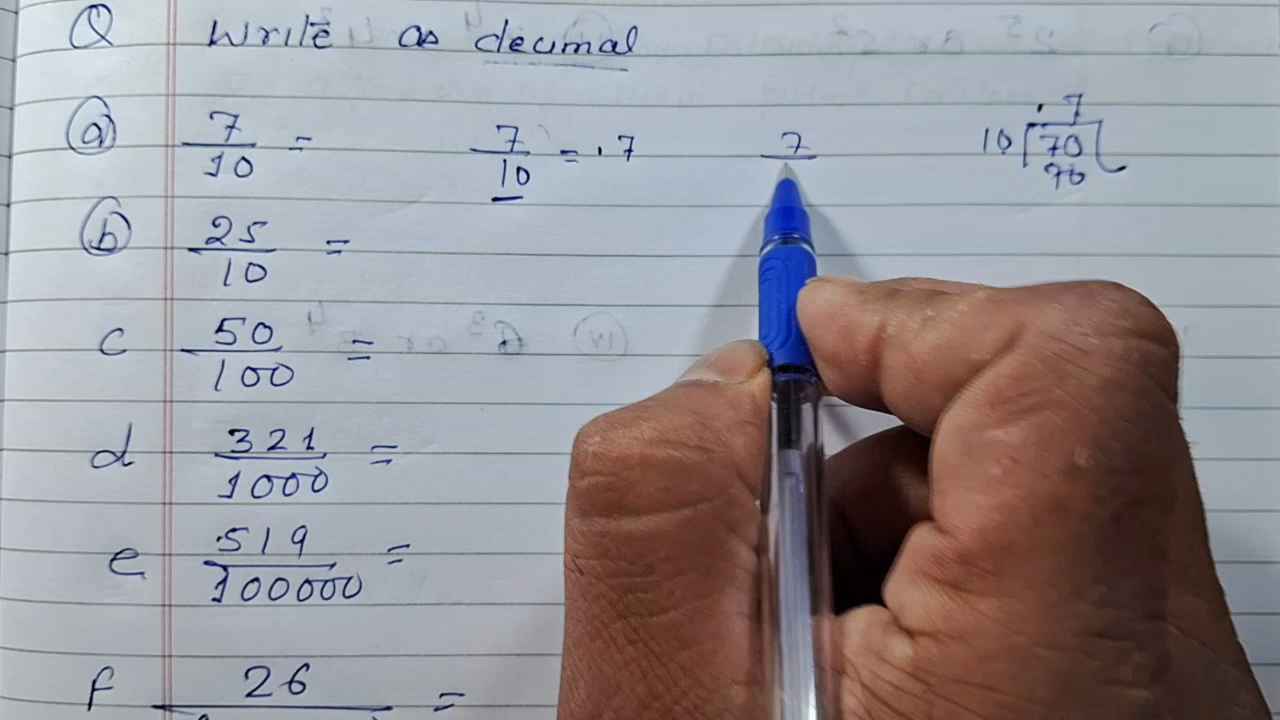 Q Write as decimal
(a) 7/10 = 7/10 = .7 7 10 ) .7 70 70
(b) 25/10 =
c 50/100 =
d 321/1000 =
e 519/100000 =
f 26 =